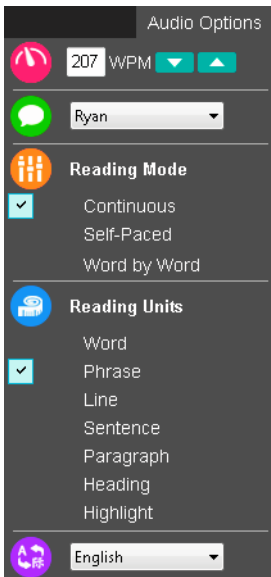 Audio Options
207 WPM
Ryan
Reading Mode
Continuous
Self-Paced
Word by Word
Reading Units
Word
Phrase
Line
Sentence
Paragraph
Heading
Highlight
English